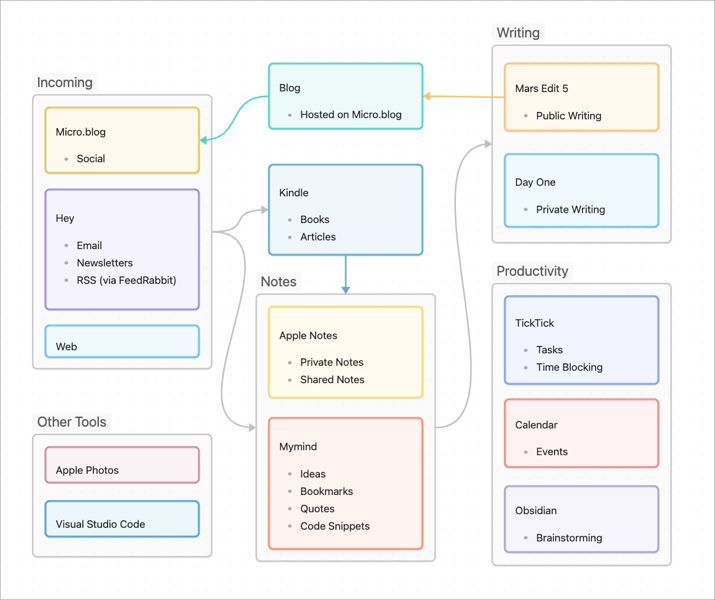 Incoming
Micro.blog
Social
Hey
Email
Newsletters
RSS (via FeedRabbit)
Web
Other Tools
Apple Photos
Visual Studio Code
Blog
Hosted on Micro.blog
Kindle
Books
Articles
Notes
Apple Notes
Private Notes
Shared Notes
Mymind
Ideas
Bookmarks
Quotes
Code Snippets
Writing
Mars Edit 5
Public Writing
Day One
Private Writing
Productivity
TickTick
Tasks
Time Blocking
Calendar
Events
Obsidian
Brainstorming